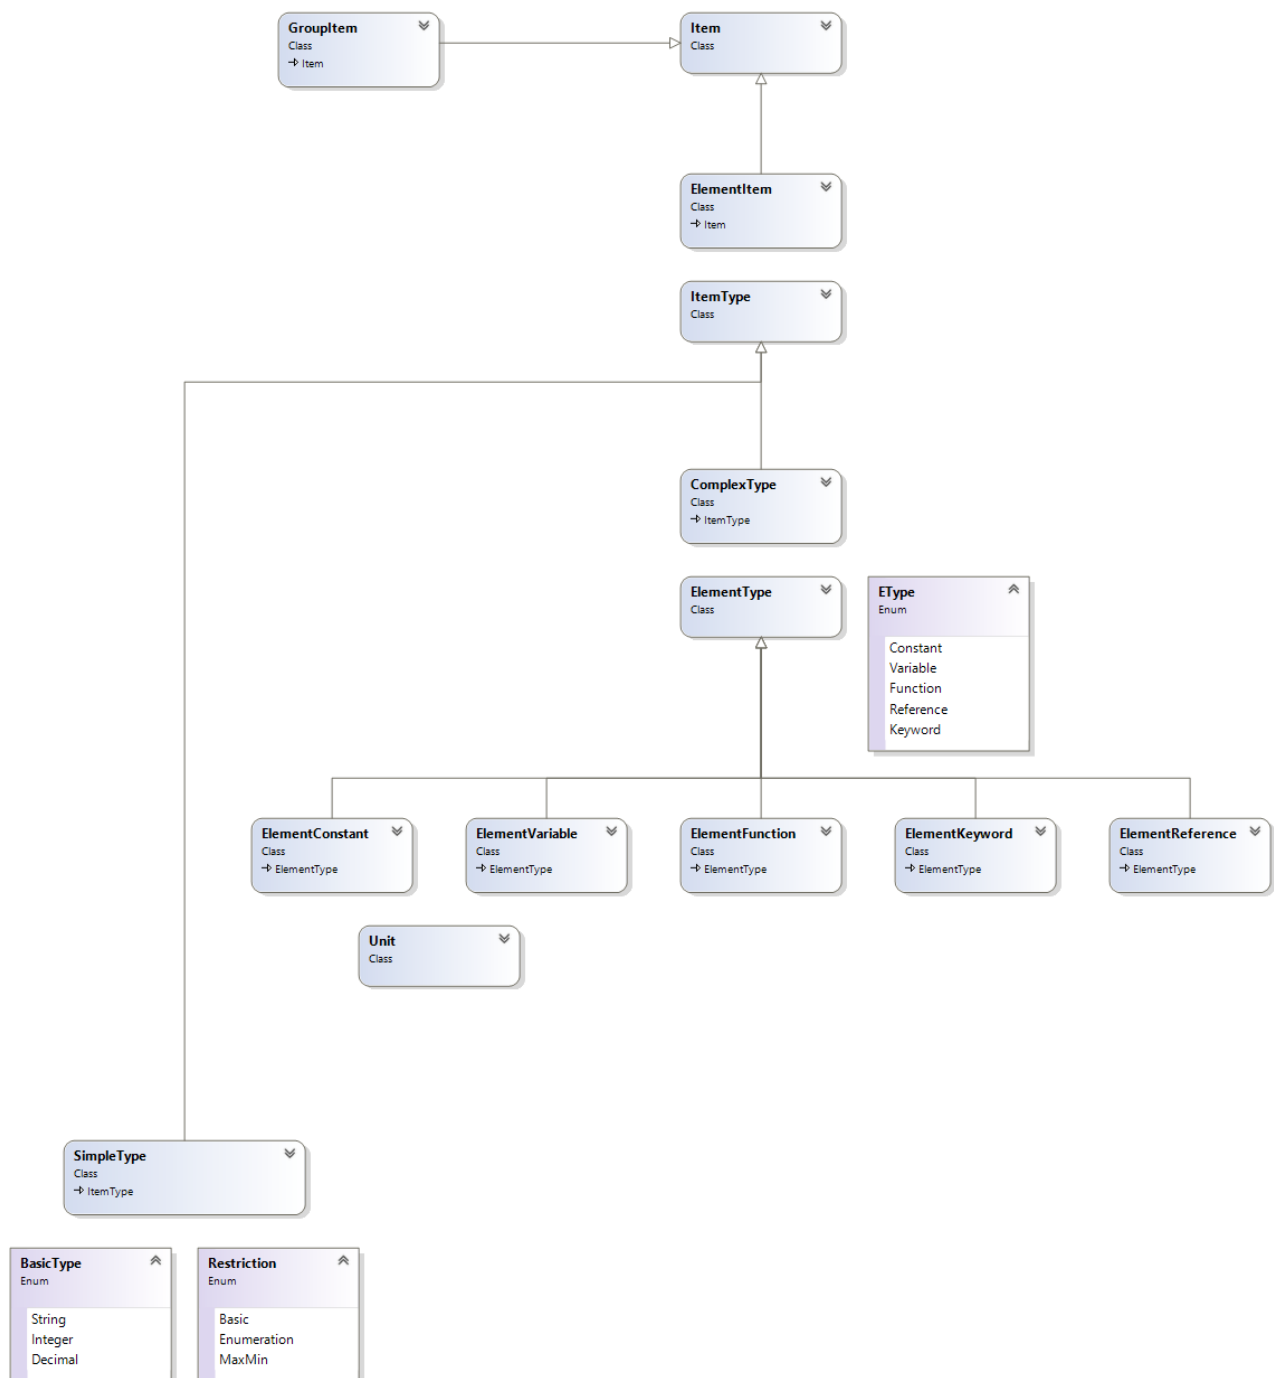 GroupItem
Class
Item
Item
Class
ElementItem
Class
Item
ItemType
Class
ComplexType
Class
ItemType
ElementType
Class
EType
Enum
Constant
Variable
Function
Reference
Keyword
ElementConstant
Class
ElementType
ElementVariable
Class
ElementType
ElementFunction
Class
ElementType
ElementKeyword
Class
ElementType
ElementReference
Class
ElementType
Unit
Class
SimpleType
Class
ItemType
BasicType
Enum
String
Integer
Decimal
Restriction
Enum
Basic
Enumeration
MaxMin